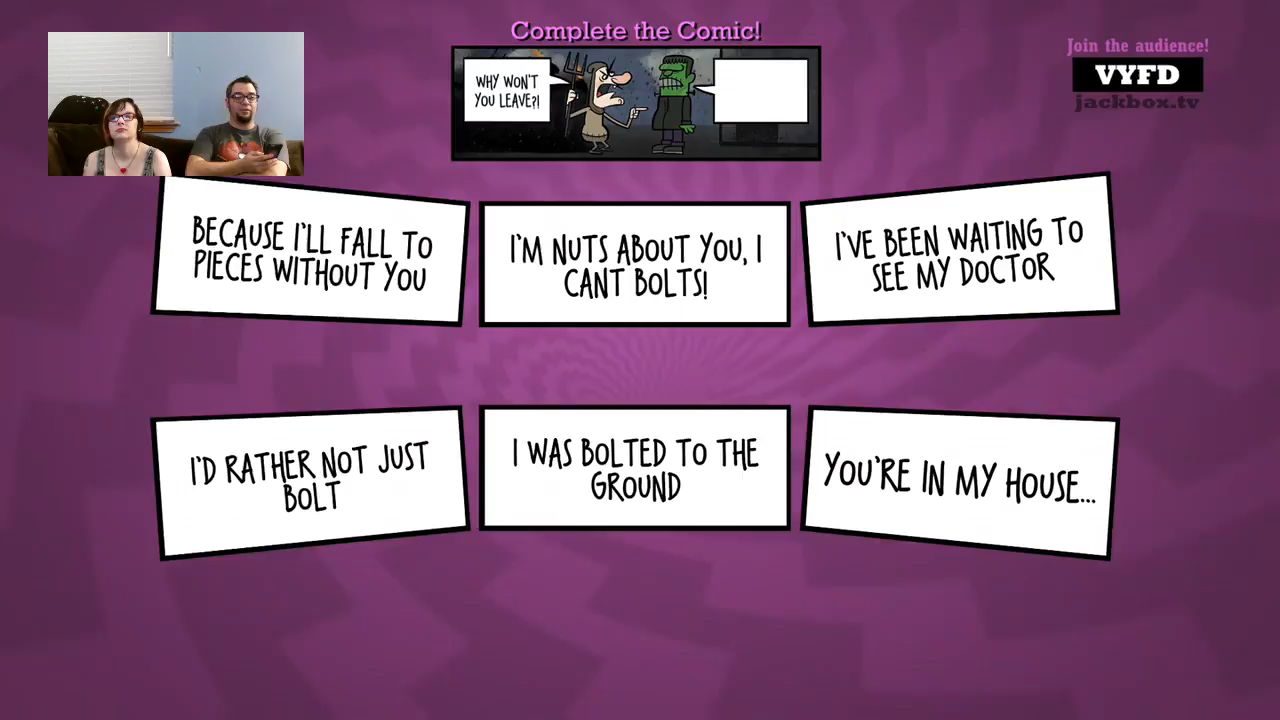 Complete the Comic!
Join the audience!
VYFD
jackbox.tv
WHY WON'T
YOU LEAVE?!
BECAUSE I'LL FALL TO
PIECES WITHOUT YOU
I'M NUTS ABOUT YOU, I
CANT BOLTS!
I'VE BEEN WAITING TO
SEE MY DOCTOR
I'D RATHER NOT JUST
BOLT
I WAS BOLTED TO THE
GROUND
YOU'RE IN MY HOUSE...